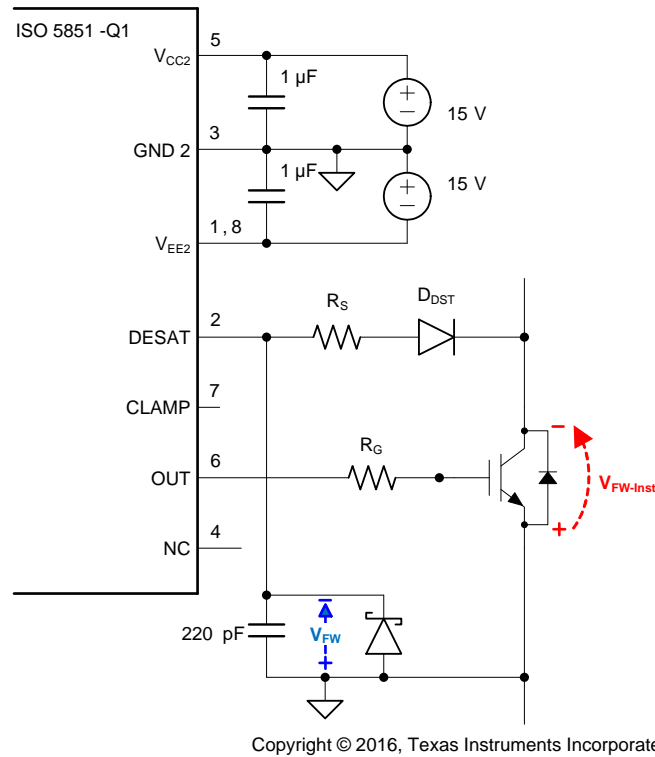 ISO 5851 -Q1
5
VCC2
1 µF
15 V
3
GND 2
1 µF
15 V
1 , 8
VEE2
RS
DDST
2
DESAT
7
CLAMP
RG
6
OUT
VFW-Inst
4
NC
220 pF
VFW
Copyright © 2016, Texas Instruments Incorporate